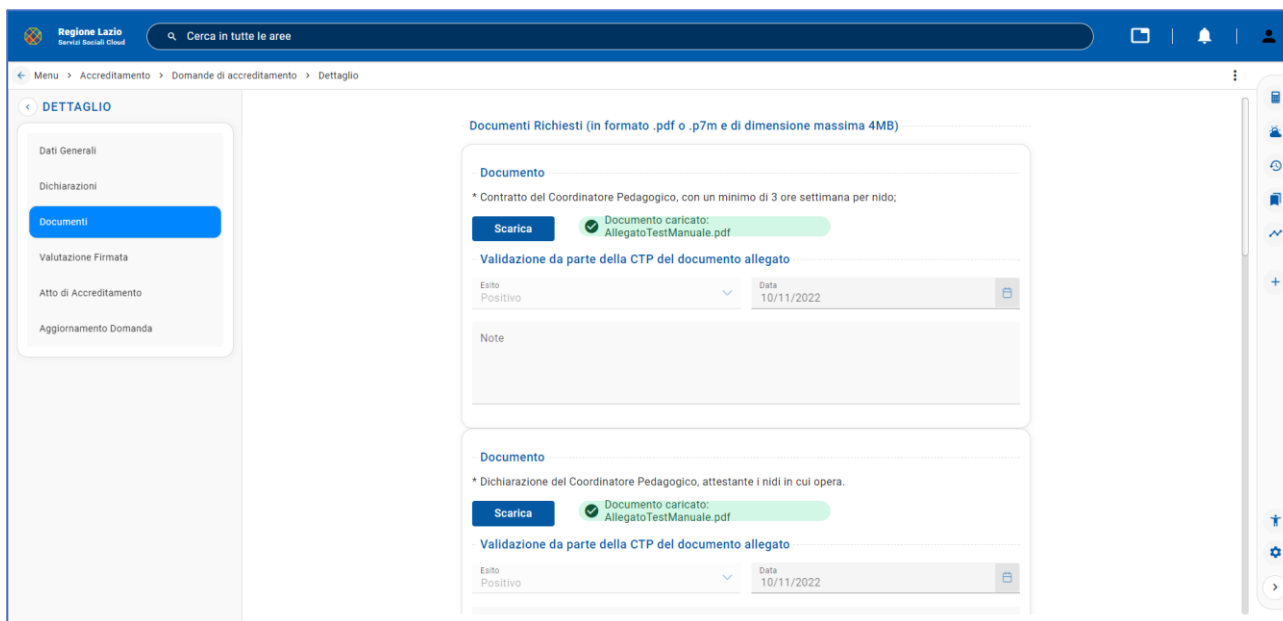 Regione Lazio
Servizi Sociali Cloud
Cerca in tutte le aree
Menu > Accreditamento > Domande di accreditamento > Dettaglio
DETTAGLIO
Dati Generali
Dichiarazioni
Documenti
Valutazione Firmata
Atto di Accreditamento
Aggiornamento Domanda
Documenti Richiesti (in formato .pdf o .p7m e di dimensione massima 4MB)
Documento
* Contratto del Coordinatore Pedagogico, con un minimo di 3 ore settimana per nido;
Scarica
Documento caricato:
AllegatoTestManuale.pdf
Validazione da parte della CTP del documento allegato
Esito
Positivo
Data
10/11/2022
Note
Documento
* Dichiarazione del Coordinatore Pedagogico, attestante i nidi in cui opera.
Scarica
Documento caricato:
AllegatoTestManuale.pdf
Validazione da parte della CTP del documento allegato
Esito
Positivo
Data
10/11/2022